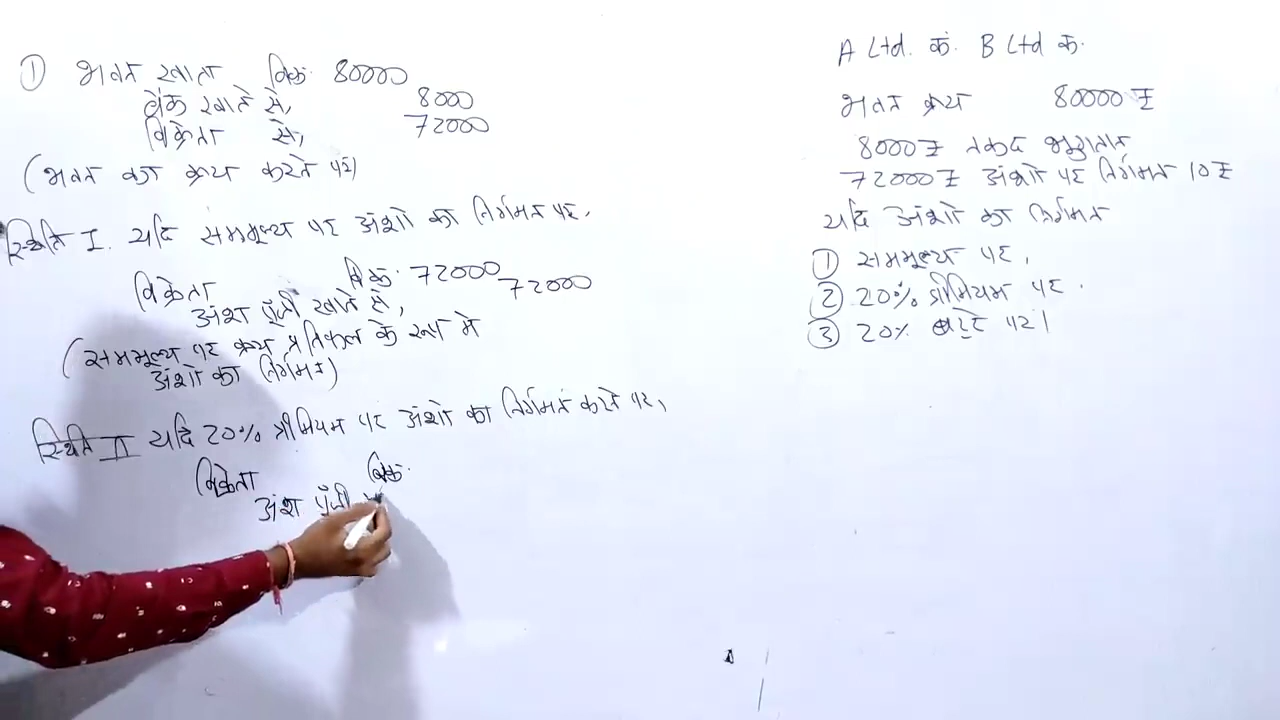 ① भवन खाता विक. 80000
बैंक खाते से, 8000
विक्रेता से, 72000
(भवन का क्रय करने पर)
स्थिति I. यदि सममूल्य पर अंशो का निर्गमन पर,
विक्रेता विक. 72000
अंश पूँजी खाते से, 72000
(सममूल्य पर क्रय प्रतिफल के रूप मे
अंशो का निर्गमन)
स्थिति II यदि 20% प्रीमियम पर अंशो का निर्गमन करने पर,
विक्रेता विक.
अंश पूँजी
A Ltd. कं. B Ltd कं.
भवन क्रय 80000 ₹
8000₹ नकद भुगतान
72000₹ अंशो पर निर्गमन 10₹
यदि अंशो का निर्गमन
① सममूल्य पर,
② 20% प्रीमियम पर.
③ 20% बट्टे पर।